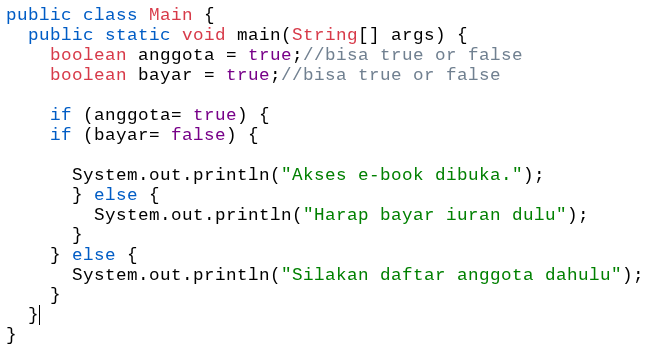 public class Main {
  public static void main(String[] args) {
    boolean anggota = true;//bisa true or false
    boolean bayar = true;//bisa true or false
    if (anggota= true) {
    if (bayar= false) {
      System.out.println("Akses e-book dibuka.");
      } else {
        System.out.println("Harap bayar iuran dulu");
      }
    } else {
      System.out.println("Silakan daftar anggota dahulu");
    }
  }
}